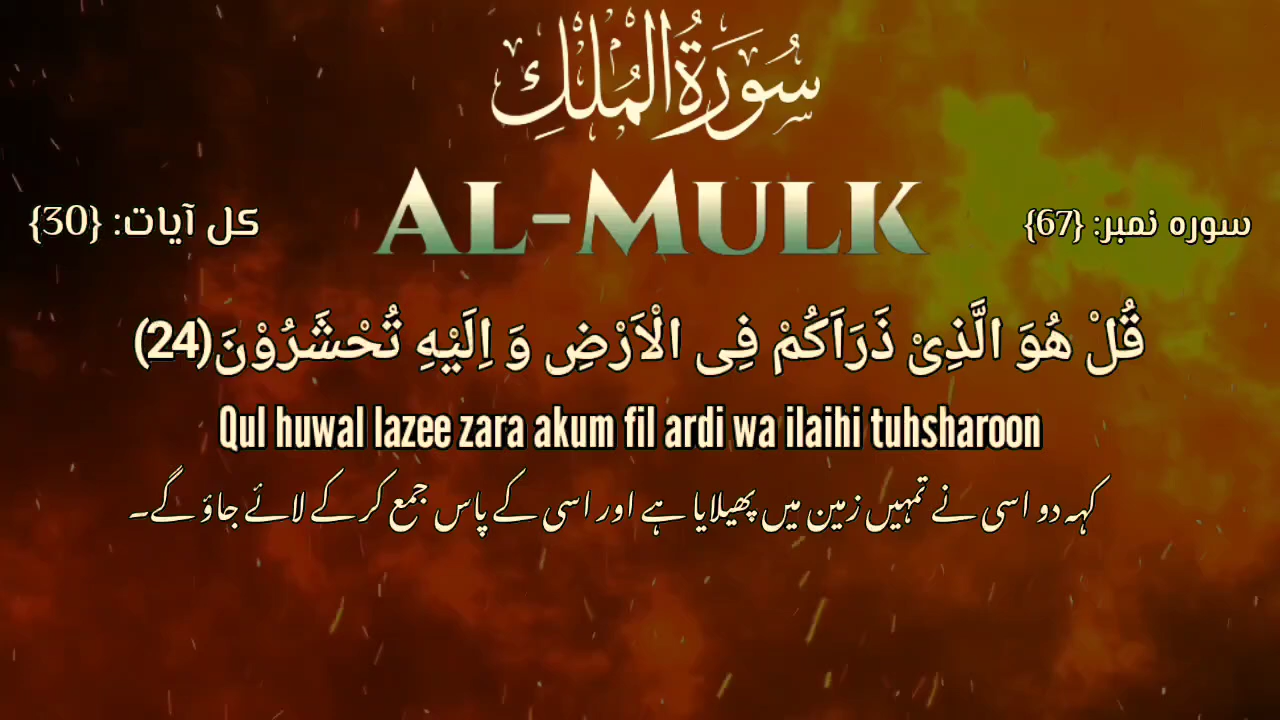 سُورَةُ الْمُلْكِ
AL-MULK
سورہ نمبر: {67}
کل آیات: {30}
قُلْ هُوَ الَّذِیْ ذَرَاَكُمْ فِی الْاَرْضِ وَ اِلَیْهِ تُحْشَرُوْنَ(24)
Qul huwal lazee zara akum fil ardi wa ilaihi tuhsharoon
کہہ دو اسی نے تمہیں زمین میں پھیلایا ہے اور اسی کے پاس جمع کر کے لائے جاؤ گے۔